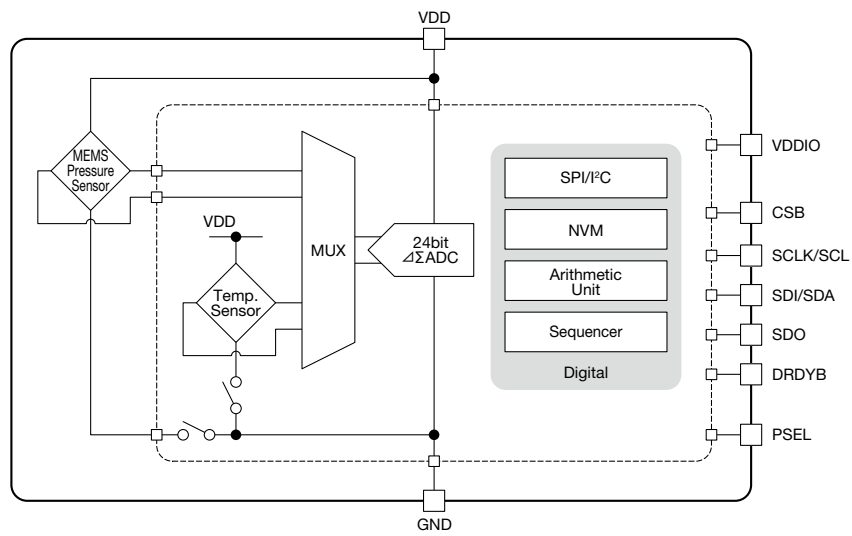 VDD
MEMS
Pressure
Sensor
VDD
Temp.
Sensor
MUX
24bit
⊿ΣADC
SPI/I²C
NVM
Arithmetic
Unit
Sequencer
Digital
VDDIO
CSB
SCLK/SCL
SDI/SDA
SDO
DRDYB
PSEL
GND